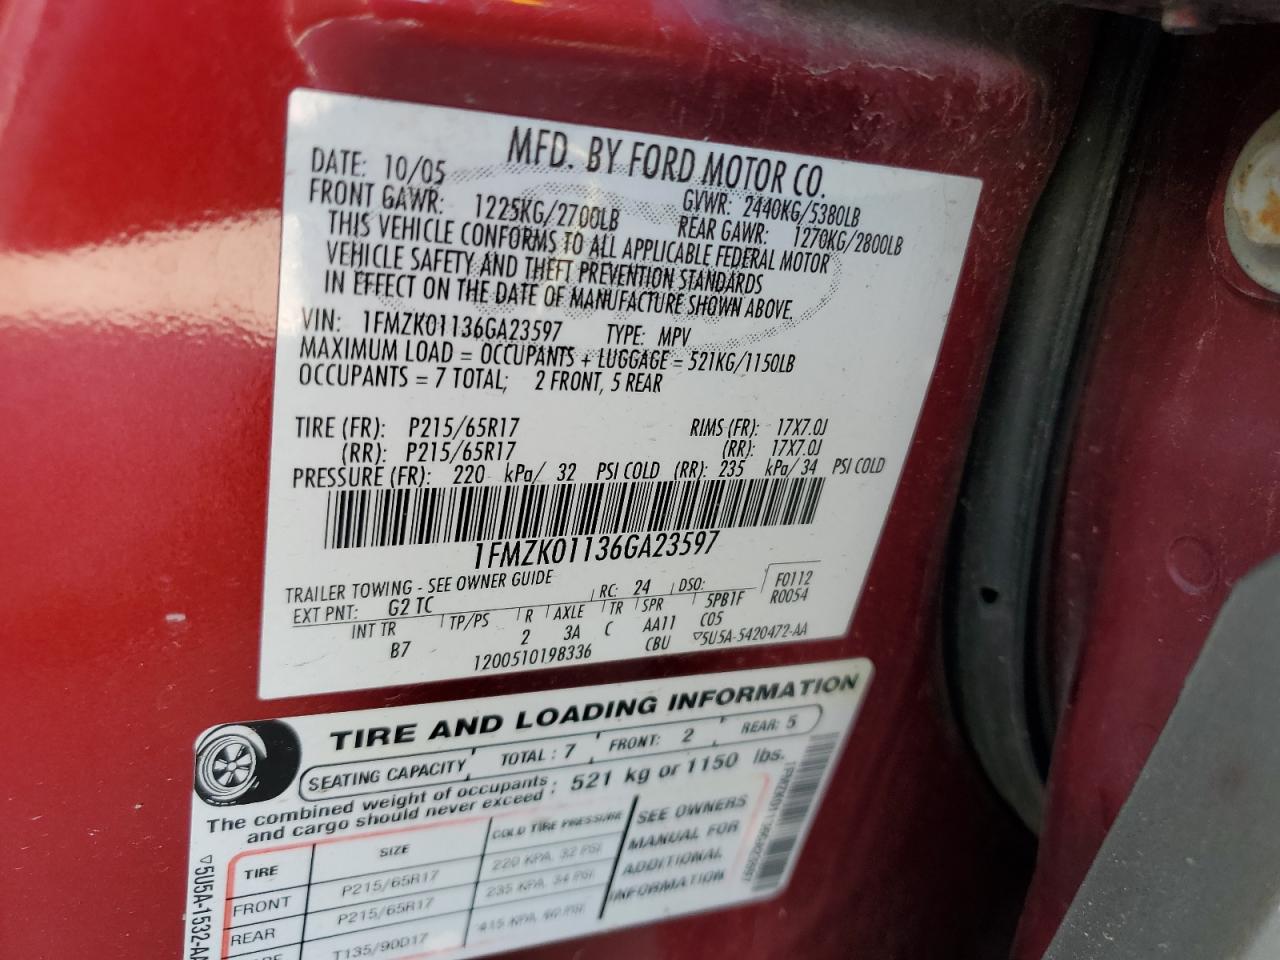 MFD. BY FORD MOTOR CO.
DATE: 10/05 GVWR: 2440KG/5380LB
FRONT GAWR: 1225KG/2700LB REAR GAWR: 1270KG/2800LB
THIS VEHICLE CONFORMS TO ALL APPLICABLE FEDERAL MOTOR
VEHICLE SAFETY AND THEFT PREVENTION STANDARDS
IN EFFECT ON THE DATE OF MANUFACTURE SHOWN ABOVE.
VIN: 1FMZK01136GA23597 TYPE: MPV
MAXIMUM LOAD = OCCUPANTS + LUGGAGE = 521KG/1150LB
OCCUPANTS = 7 TOTAL; 2 FRONT, 5 REAR
TIRE (FR): P215/65R17 RIMS (FR): 17X7.0J
(RR): P215/65R17 (RR): 17X7.0J
PRESSURE (FR): 220 kPa/ 32 PSI COLD (RR): 235 kPa/ 34 PSI COLD
1FMZK01136GA23597
TRAILER TOWING - SEE OWNER GUIDE RC: 24 DSO: F0112
EXT PNT: G2 TC R0054
INT TR TP/PS R AXLE TR SPR 5PB1F
B7 2 3A C AA11 C05
1200510198336 CBU ▽5U5A-5420472-AA
TIRE AND LOADING INFORMATION
SEATING CAPACITY TOTAL: 7 FRONT: 2 REAR: 5
The combined weight of occupants
and cargo should never exceed : 521 kg or 1150 lbs.
TIRE SIZE COLD TIRE PRESSURE SEE OWNERS
FRONT P215/65R17 220 KPA, 32 PSI MANUAL FOR
REAR P215/65R17 235 KPA, 34 PSI ADDITIONAL
T135/90D17 415 KPA, 60 PSI INFORMATION
▽5U5A-1532-A
1FMZK01136GA23597